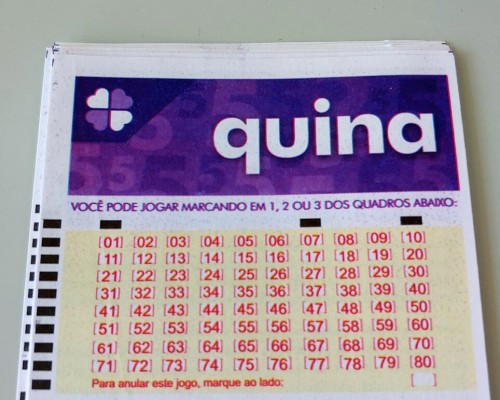 quina
VOCÊ PODE JOGAR MARCANDO EM 1, 2 OU 3 DOS QUADROS ABAIXO:
[01] [02] [03] [04] [05] [06] [07] [08] [09] [10]
[11] [12] [13] [14] [15] [16] [17] [18] [19] [20]
[21] [22] [23] [24] [25] [26] [27] [28] [29] [30]
[31] [32] [33] [34] [35] [36] [37] [38] [39] [40]
[41] [42] [43] [44] [45] [46] [47] [48] [49] [50]
[51] [52] [53] [54] [55] [56] [57] [58] [59] [60]
[61] [62] [63] [64] [65] [66] [67] [68] [69] [70]
[71] [72] [73] [74] [75] [76] [77] [78] [79] [80]
Para anular este jogo, marque ao lado: [ ]